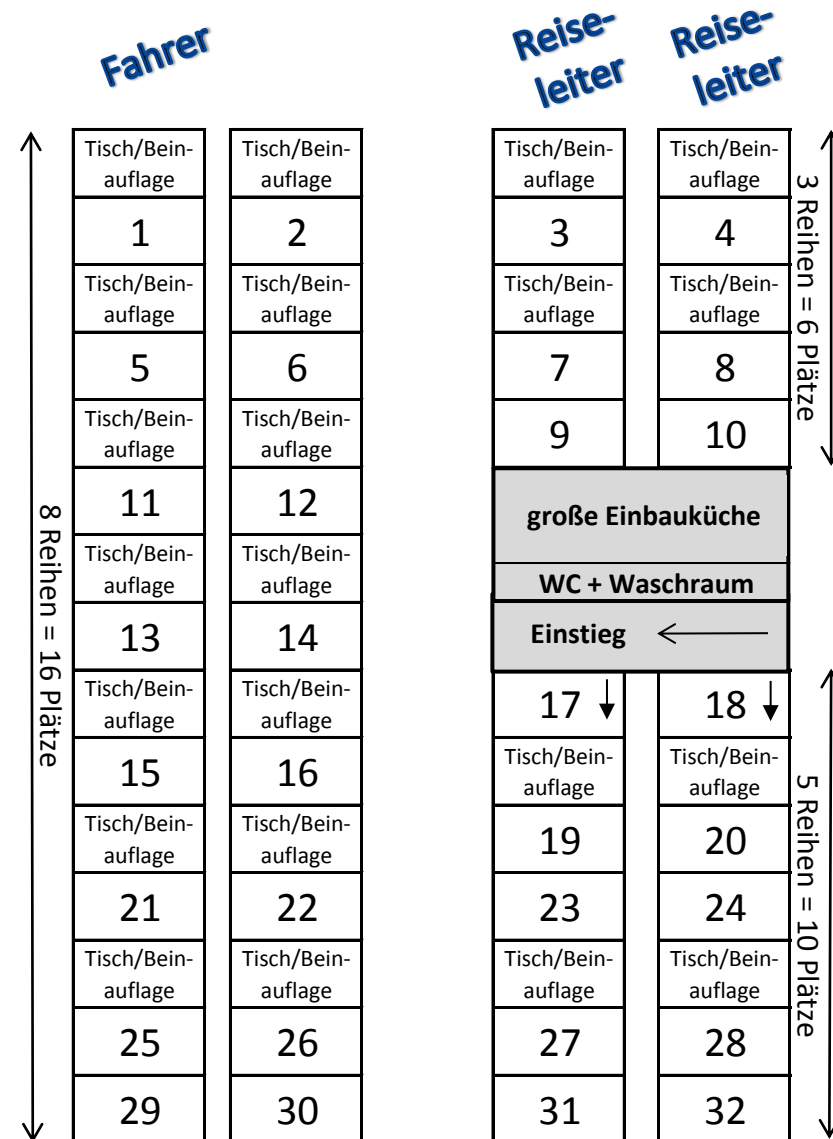 Fahrer
Reise-
leiter
Reise-
leiter
Tisch/Bein-
auflage
Tisch/Bein-
auflage
Tisch/Bein-
auflage
Tisch/Bein-
auflage
1 2 3 4
Tisch/Bein-
auflage
Tisch/Bein-
auflage
Tisch/Bein-
auflage
Tisch/Bein-
auflage
5 6 7 8
Tisch/Bein-
auflage
Tisch/Bein-
auflage
9 10
3 Reihen = 6 Plätze
11 12
große Einbauküche
Tisch/Bein-
auflage
Tisch/Bein-
auflage
WC + Waschraum
13 14
Einstieg
8 Reihen = 16 Plätze
Tisch/Bein-
auflage
Tisch/Bein-
auflage
17 18
15 16
Tisch/Bein-
auflage
Tisch/Bein-
auflage
Tisch/Bein-
auflage
Tisch/Bein-
auflage
19 20
21 22 23 24
5 Reihen = 10 Plätze
Tisch/Bein-
auflage
Tisch/Bein-
auflage
Tisch/Bein-
auflage
Tisch/Bein-
auflage
25 26 27 28
29 30 31 32